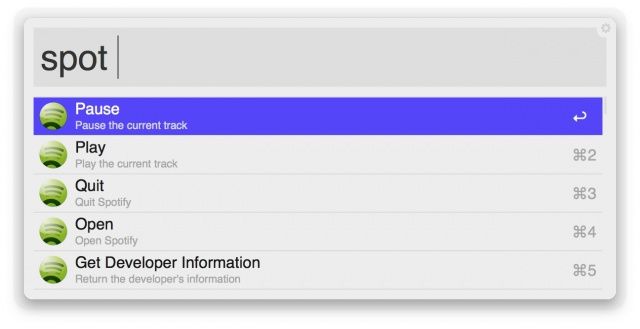 spot
Pause
Pause the current track
↩
Play
Play the current track
⌘2
Quit
Quit Spotify
⌘3
Open
Open Spotify
⌘4
Get Developer Information
Return the developer's information
⌘5